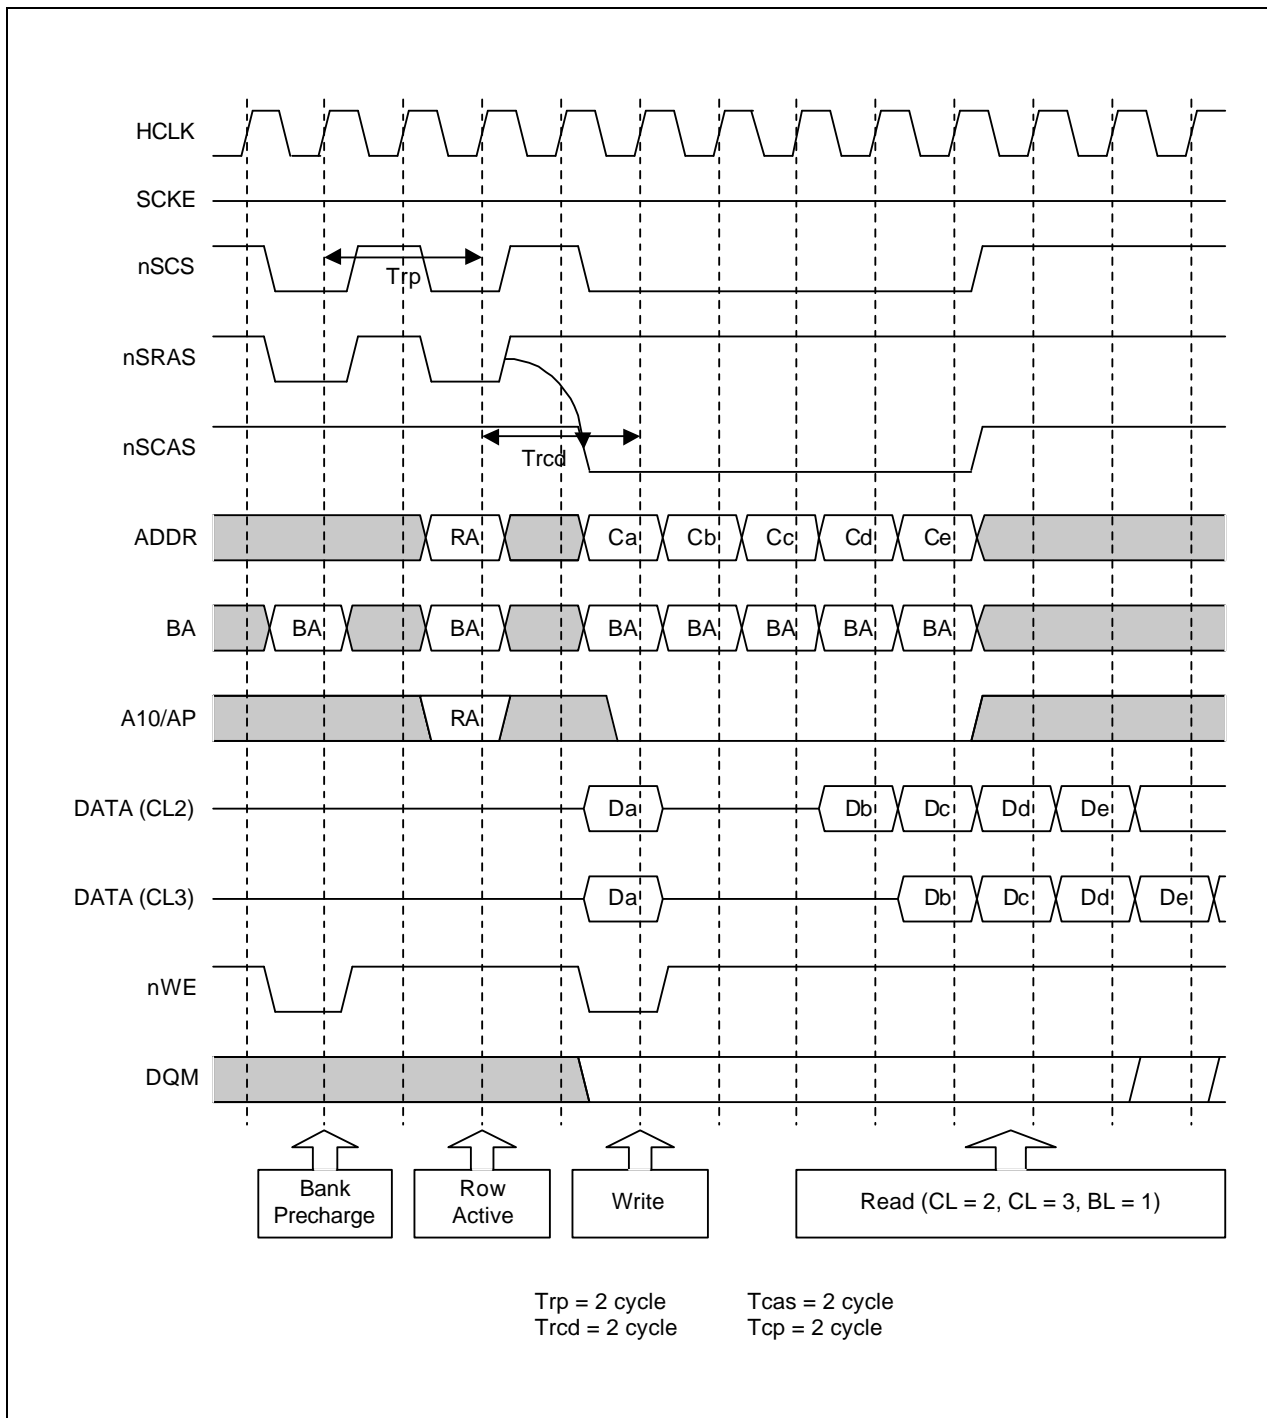 HCLK
SCKE
nSCS
Trp
nSRAS
nSCAS
Trcd
ADDR RA Ca Cb Cc Cd Ce
BA BA BA BA BA BA BA BA
A10/AP RA
DATA (CL2) Da Db Dc Dd De
DATA (CL3) Da Db Dc Dd De
nWE
DQM
Bank
Precharge
Row
Active
Write
Read (CL = 2, CL = 3, BL = 1)
Trp = 2 cycle Tcas = 2 cycle
Trcd = 2 cycle Tcp = 2 cycle